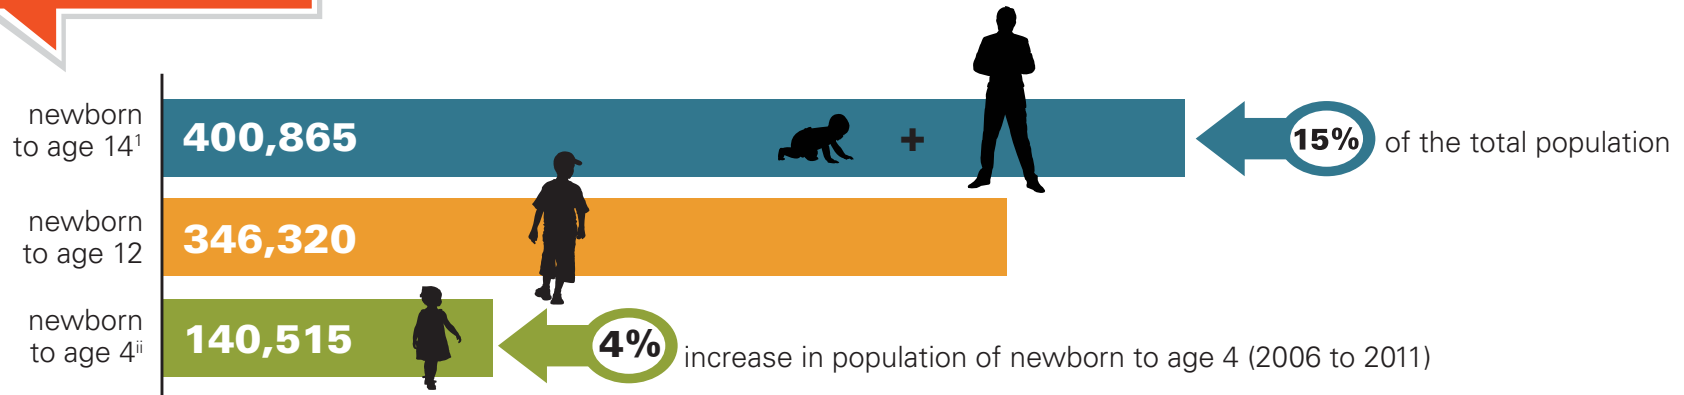 newborn
to age 14¹
400,865
+
15% of the total population
newborn
to age 12
346,320
newborn
to age 4ⁱⁱ
140,515
4% increase in population of newborn to age 4 (2006 to 2011)